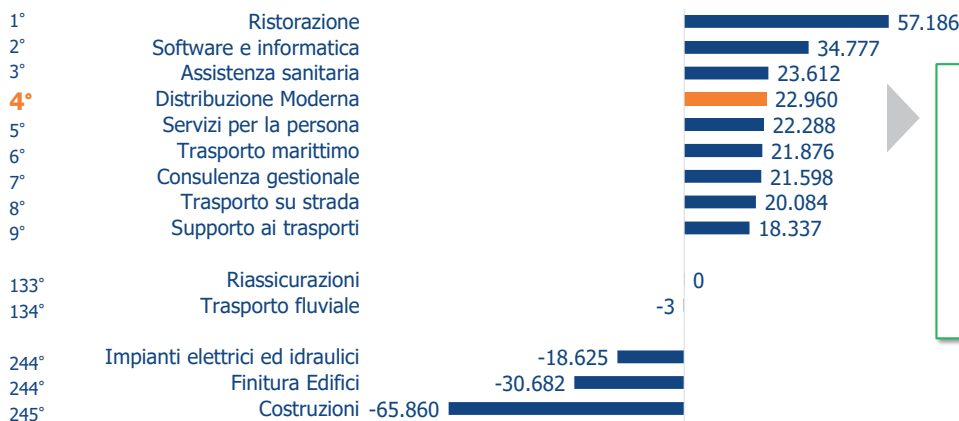 1° Ristorazione 57.186
2° Software e informatica 34.777
3° Assistenza sanitaria 23.612
4° Distribuzione Moderna 22.960
5° Servizi per la persona 22.288
6° Trasporto marittimo 21.876
7° Consulenza gestionale 21.598
8° Trasporto su strada 20.084
9° Supporto ai trasporti 18.337
133° Riassicurazioni 0
134° Trasporto fluviale -3
244° Impianti elettrici ed idraulici -18.625
244° Finitura Edifici -30.682
245° Costruzioni -65.860